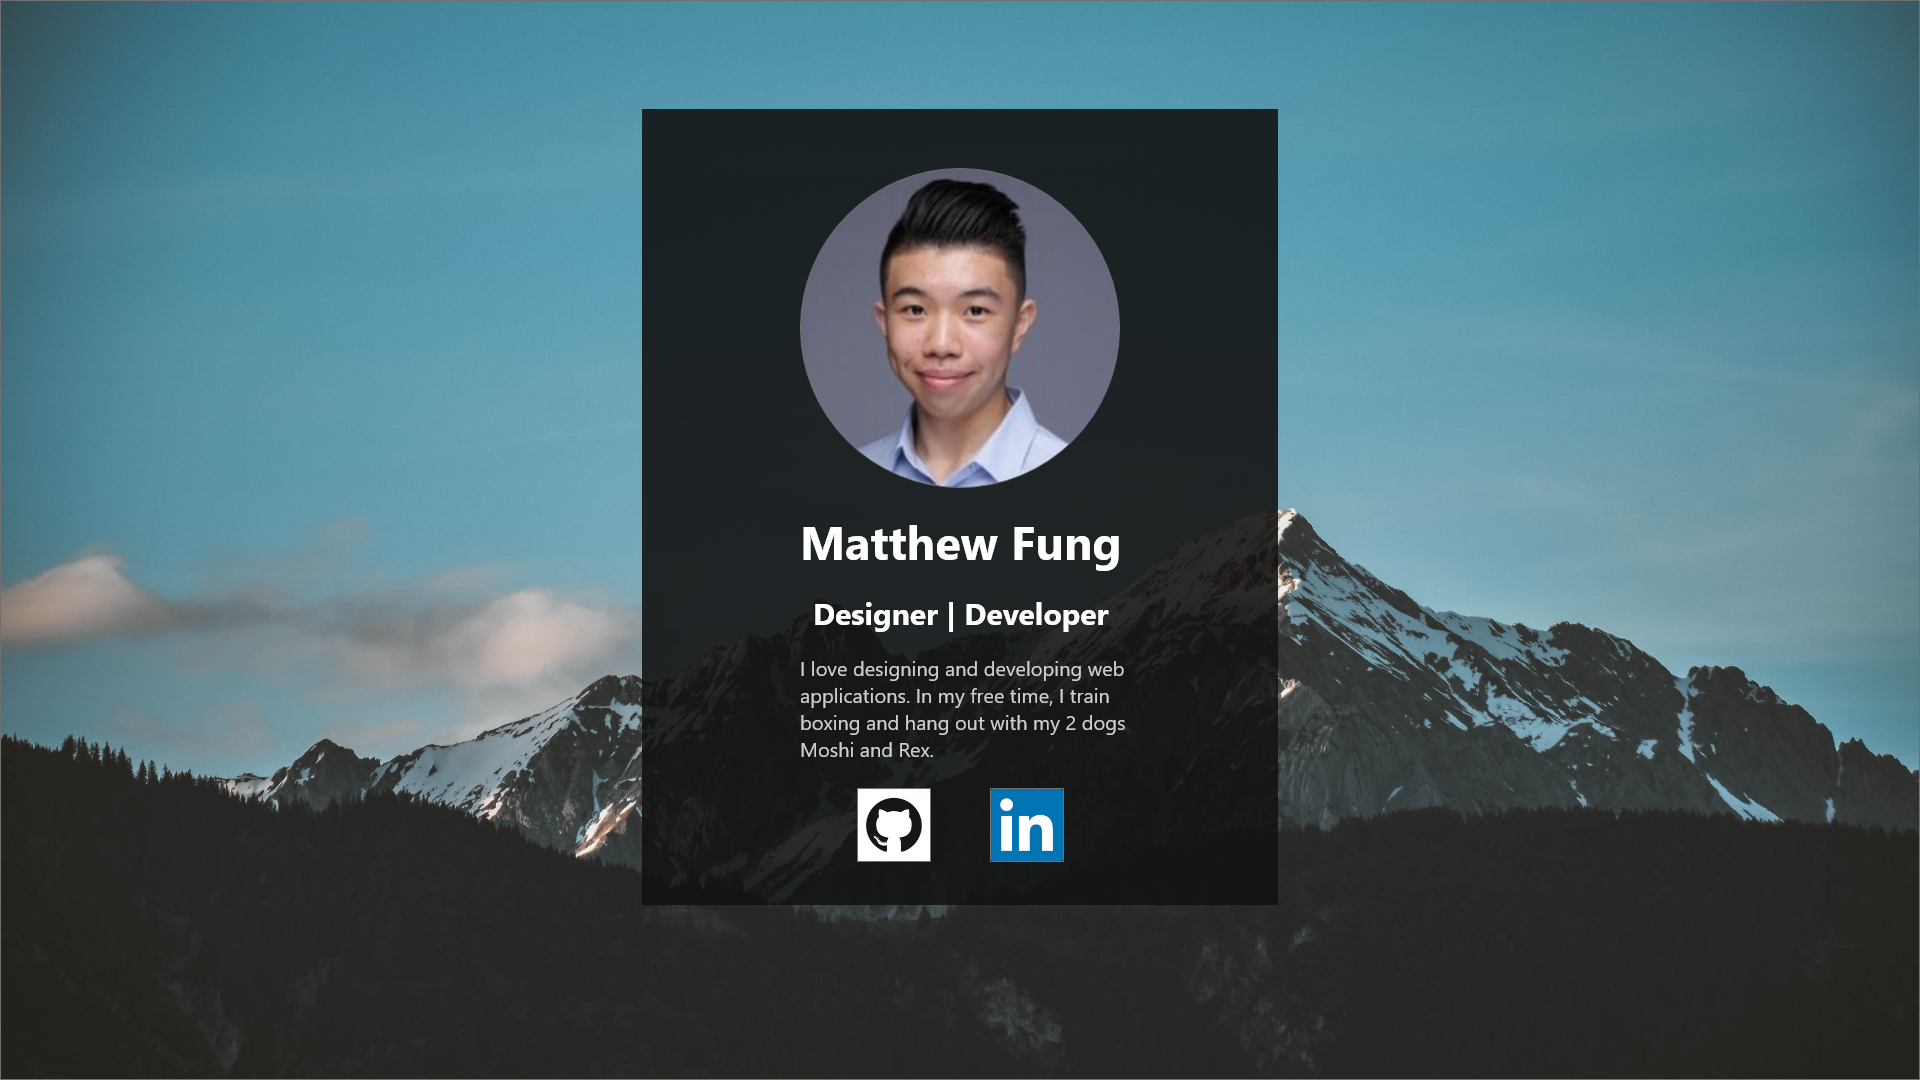 Matthew Fung
Designer | Developer
I love designing and developing web
applications. In my free time, I train
boxing and hang out with my 2 dogs
Moshi and Rex.
in